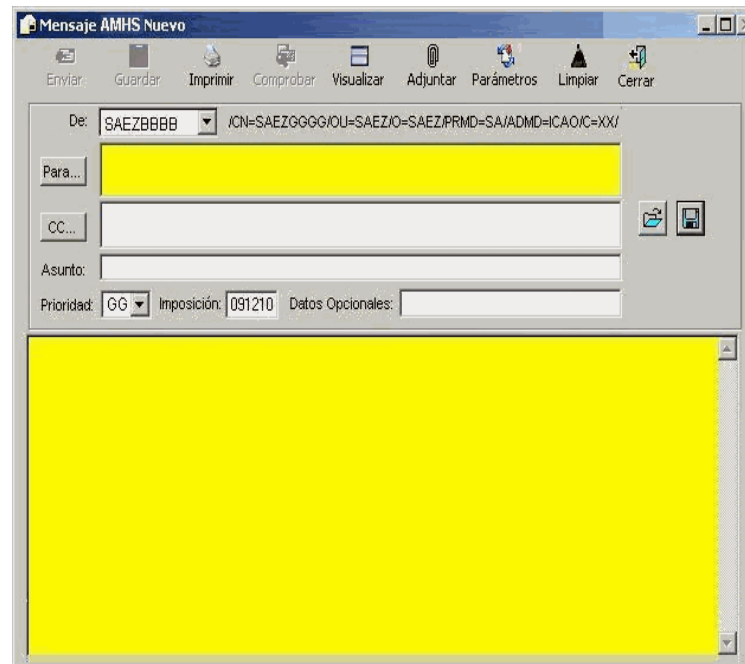 Mensaje AMHS Nuevo
Enviar Guardar Imprimir Comprobar Visualizar Adjuntar Parámetros Limpiar Cerrar
De: SAEZBBBB /CN=SAEZGGGG/OU=SAEZ/O=SAEZ/PRMD=SA/ADMD=ICAO/C=XX/
Para...
CC...
Asunto:
Prioridad: GG Imposición: 091210 Datos Opcionales: